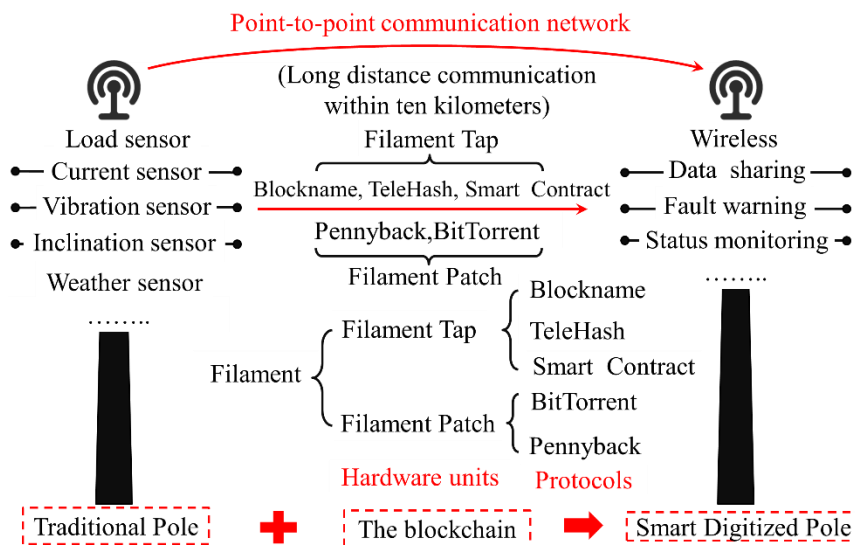 Point-to-point communication network
(Long distance communication
within ten kilometers)
Load sensor
Current sensor
Vibration sensor
Inclination sensor
Weather sensor
........
Filament Tap
Blockname, TeleHash, Smart Contract
Pennyback,BitTorrent
Filament Patch
Wireless
Data sharing
Fault warning
Status monitoring
........
Filament
Filament Tap
Blockname
TeleHash
Smart Contract
Filament Patch
BitTorrent
Pennyback
Hardware units
Protocols
Traditional Pole
The blockchain
Smart Digitized Pole